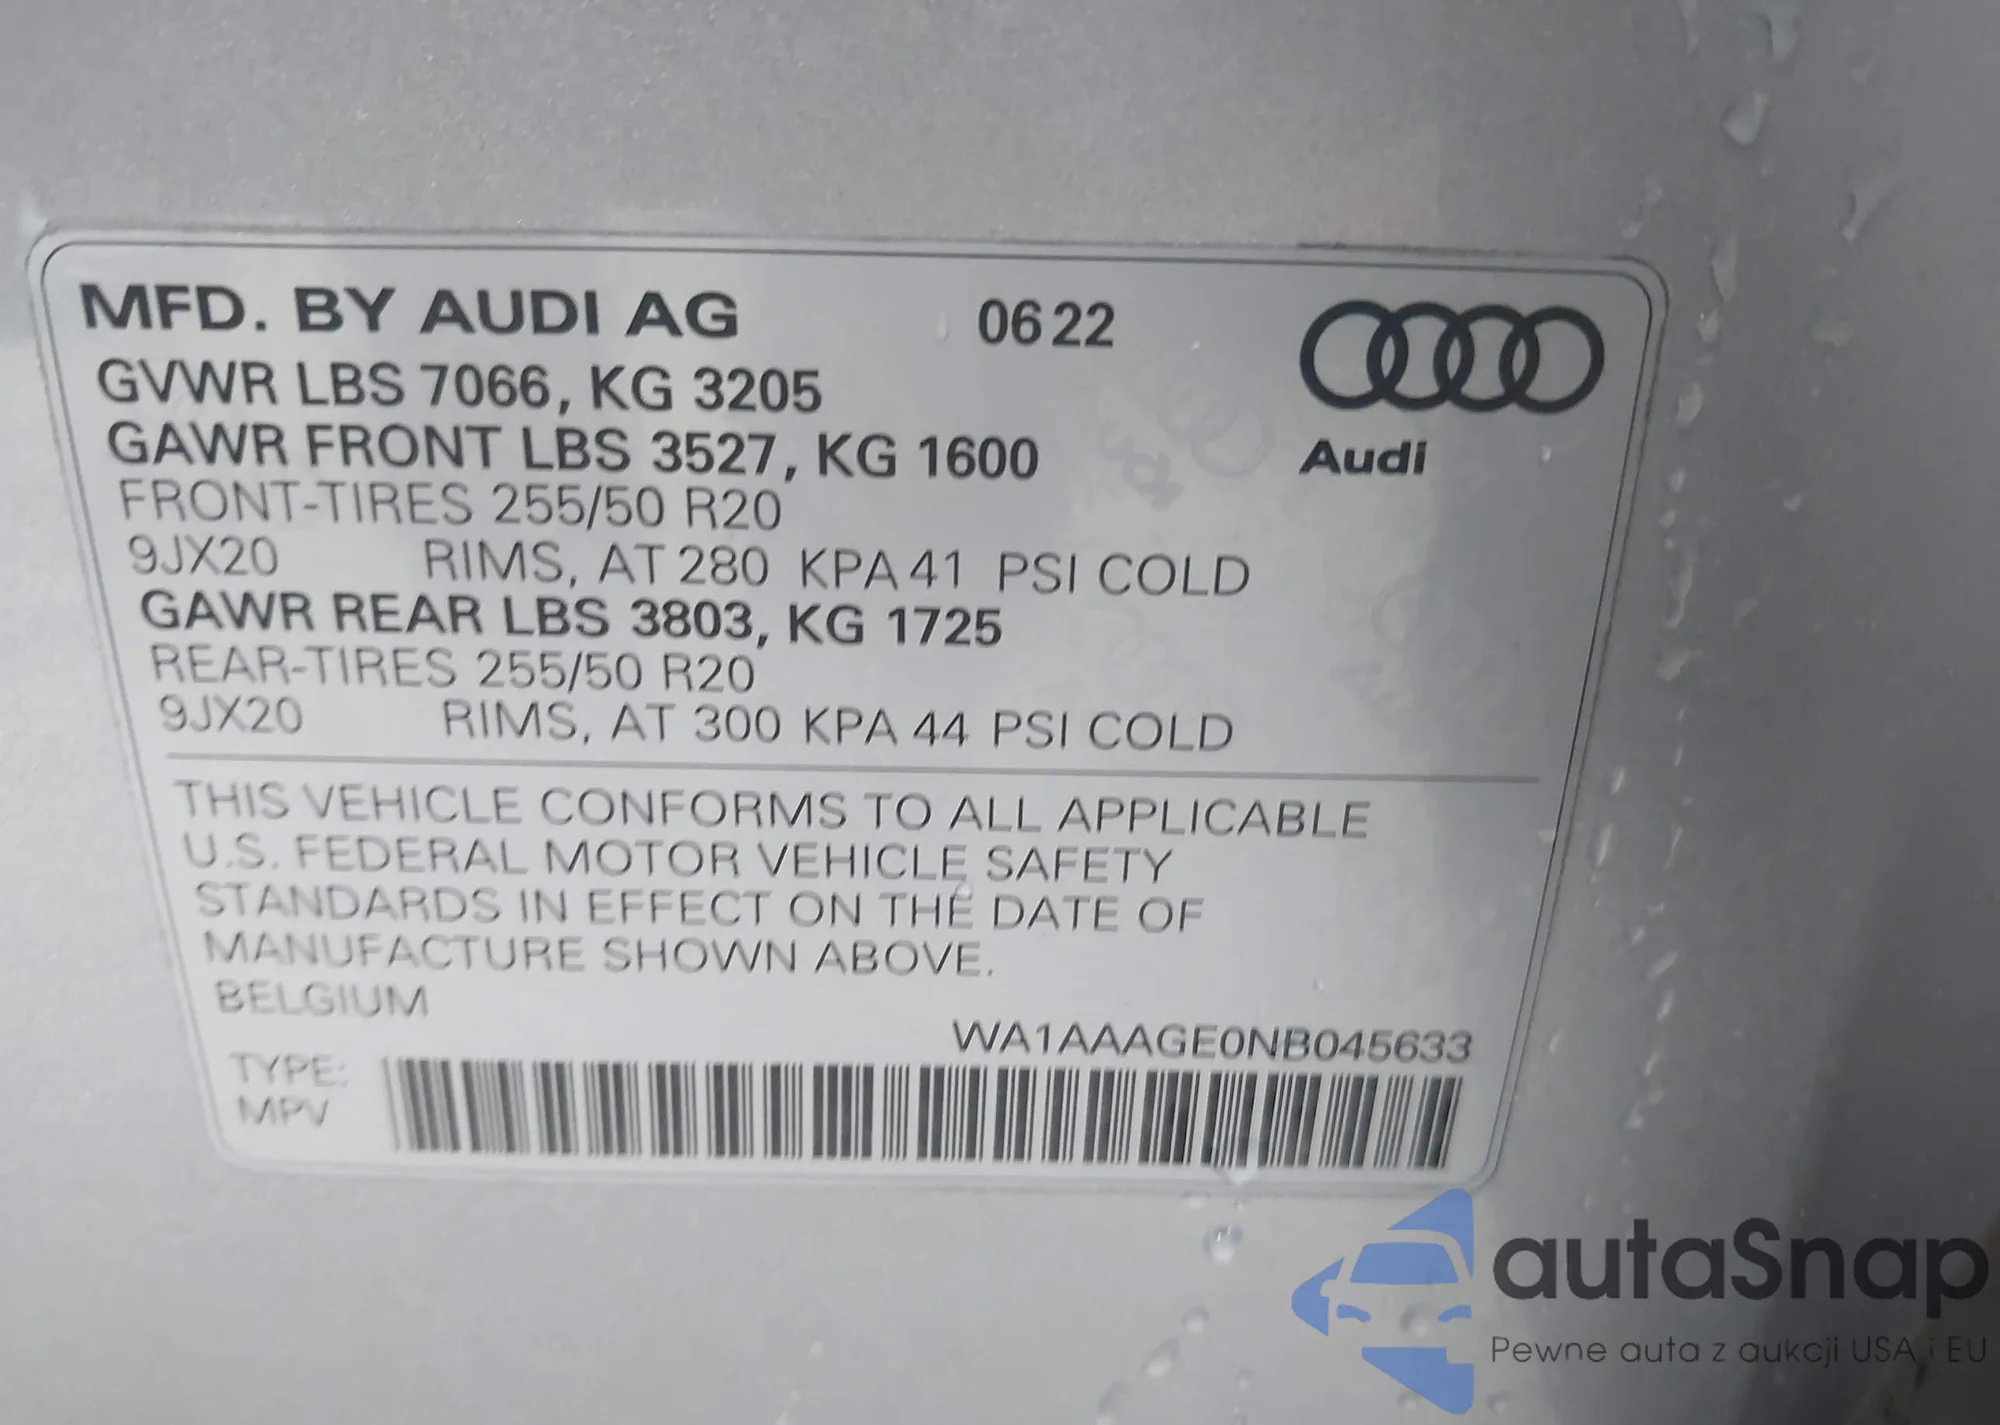 MFD. BY AUDI AG 0622
GVWR LBS 7066, KG 3205
GAWR FRONT LBS 3527, KG 1600
Audi
FRONT-TIRES 255/50 R20
9JX20 RIMS, AT 280 KPA 41 PSI COLD
GAWR REAR LBS 3803, KG 1725
REAR-TIRES 255/50 R20
9JX20 RIMS, AT 300 KPA 44 PSI COLD
THIS VEHICLE CONFORMS TO ALL APPLICABLE
U.S. FEDERAL MOTOR VEHICLE SAFETY
STANDARDS IN EFFECT ON THE DATE OF
MANUFACTURE SHOWN ABOVE.
BELGIUM
WA1AAAGE0NB045633
TYPE:
MPV
autaSnap
Pewne auta z aukcji USA i EU